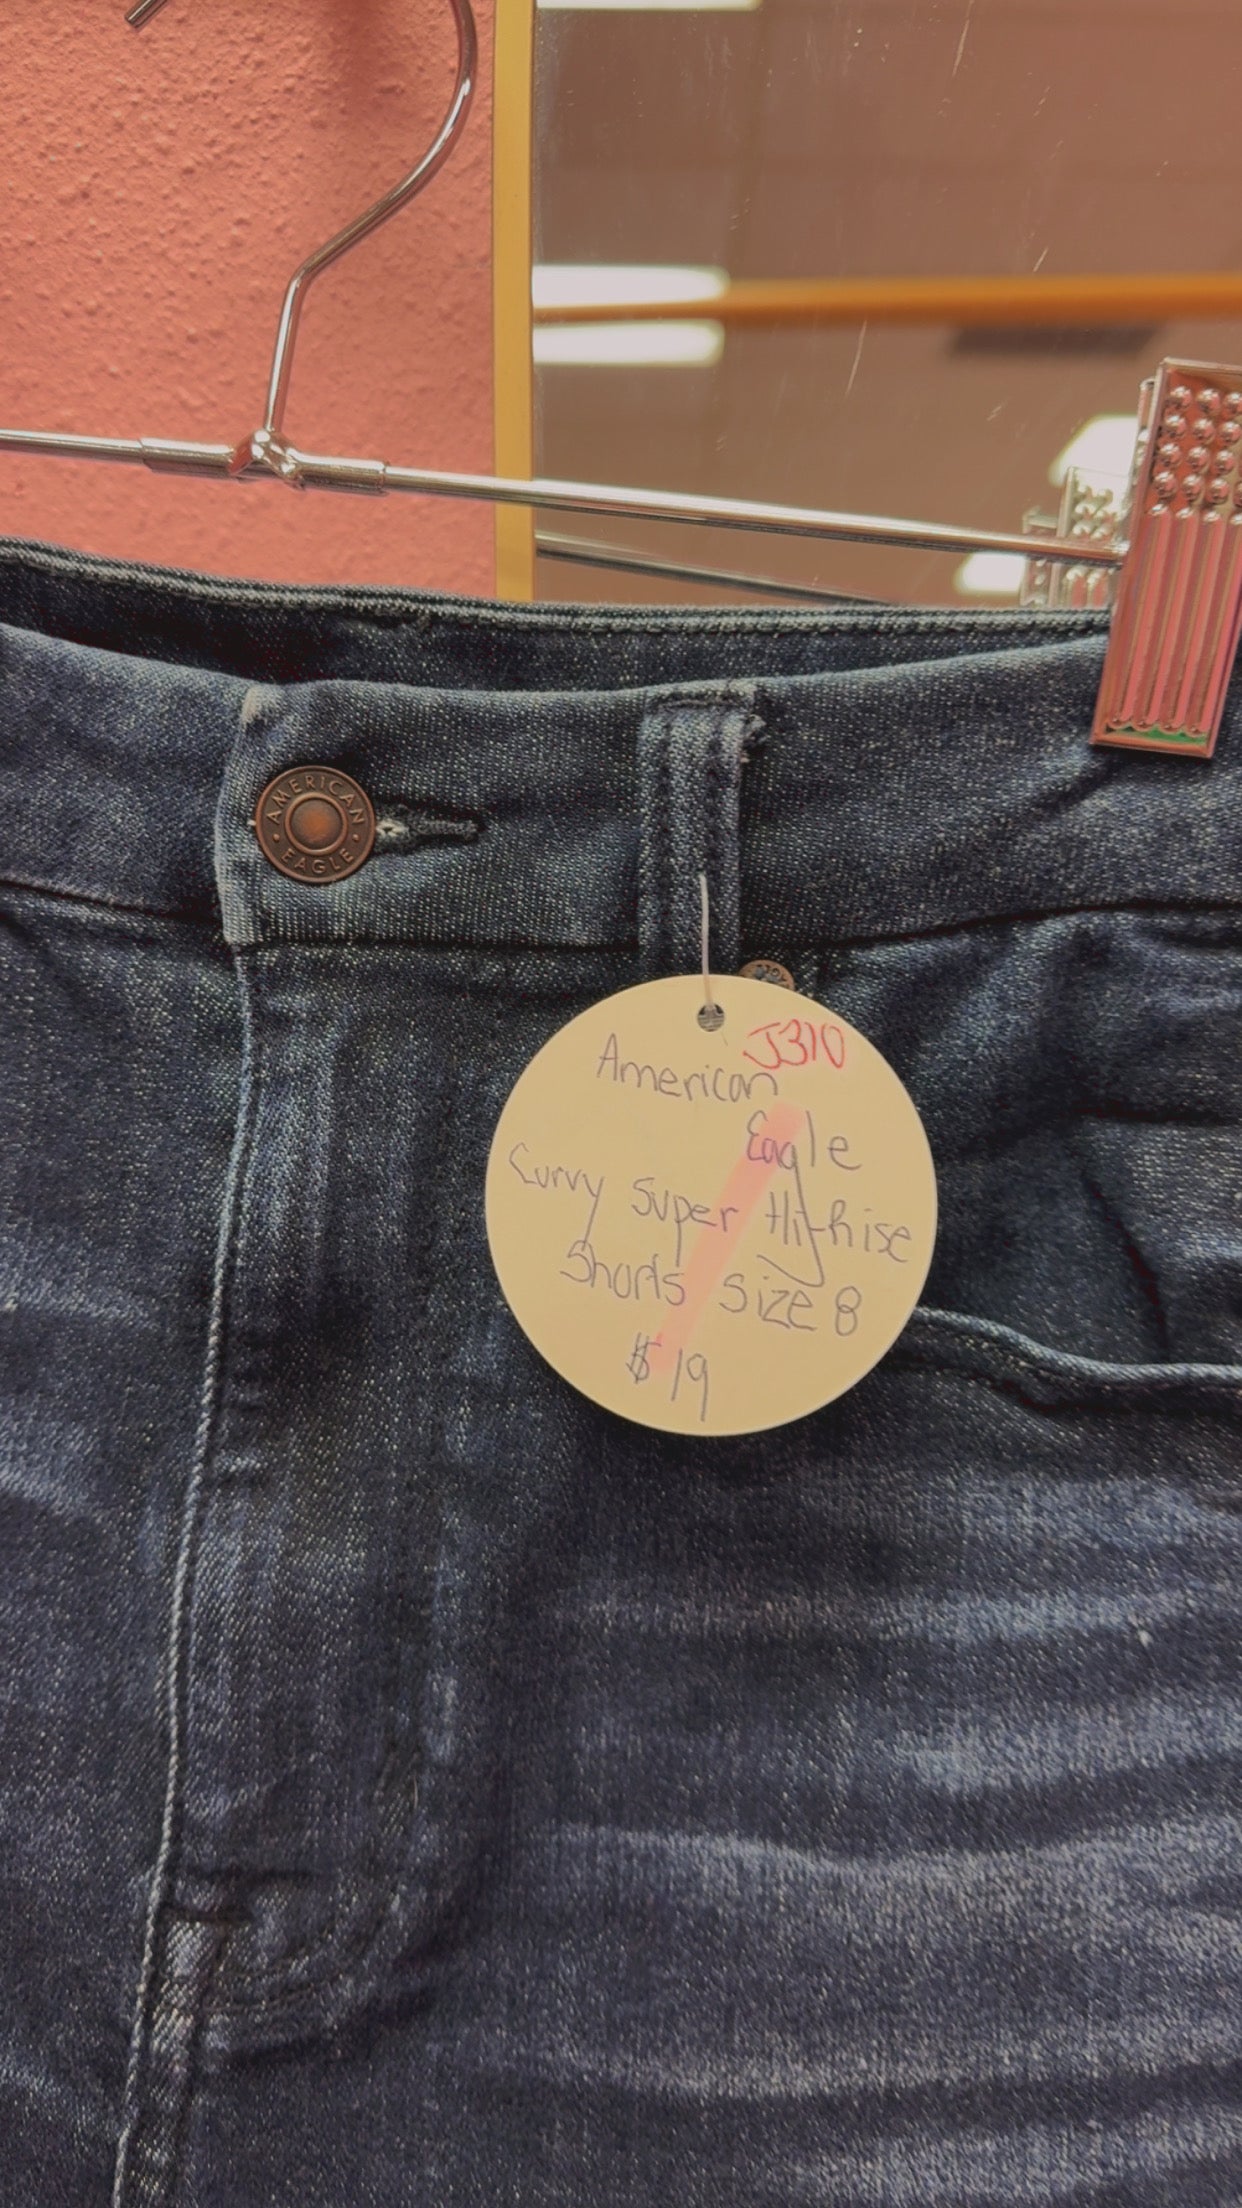 AMERICAN
EAGLE
J310
American
Eagle
Curvy Super Hi-Rise
Shorts Size 8
$19